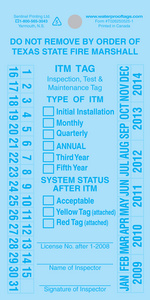 www.waterproofflags.com
DO NOT REMOVE BY ORDER OF
TEXAS STATE FIRE MARSHALL
ITM TAG
Inspection, Test &
Maintenance Tag
TYPE OF ITM
Initial Installation
Monthly
Quarterly
ANNUAL
Third Year
Fifth Year
SYSTEM STATUS
AFTER ITM
Acceptable
Yellow Tag (attached)
Red Tag (attached)
License No. after 1-2008
Name of Inspector
Signature of Inspector
16 17 18 19 20 21 22 23 24 25 26 27 28 29 30 31
1 2 3 4 5 6 7 8 9 10 11 12 13 14 15
JAN FEB MAR APR MAY JUN JUL AUG SEP OCT NOV DEC
2009 2010 2011 2012 2013 2014